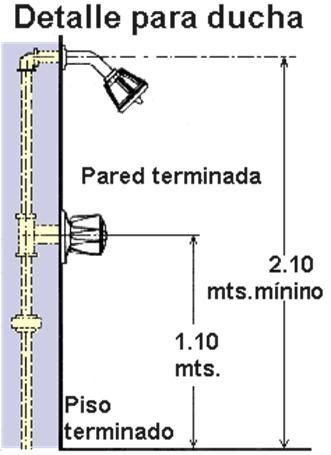 Detalle para ducha
Pared terminada
2.10
mts.mínino
1.10
mts.
Piso
terminado